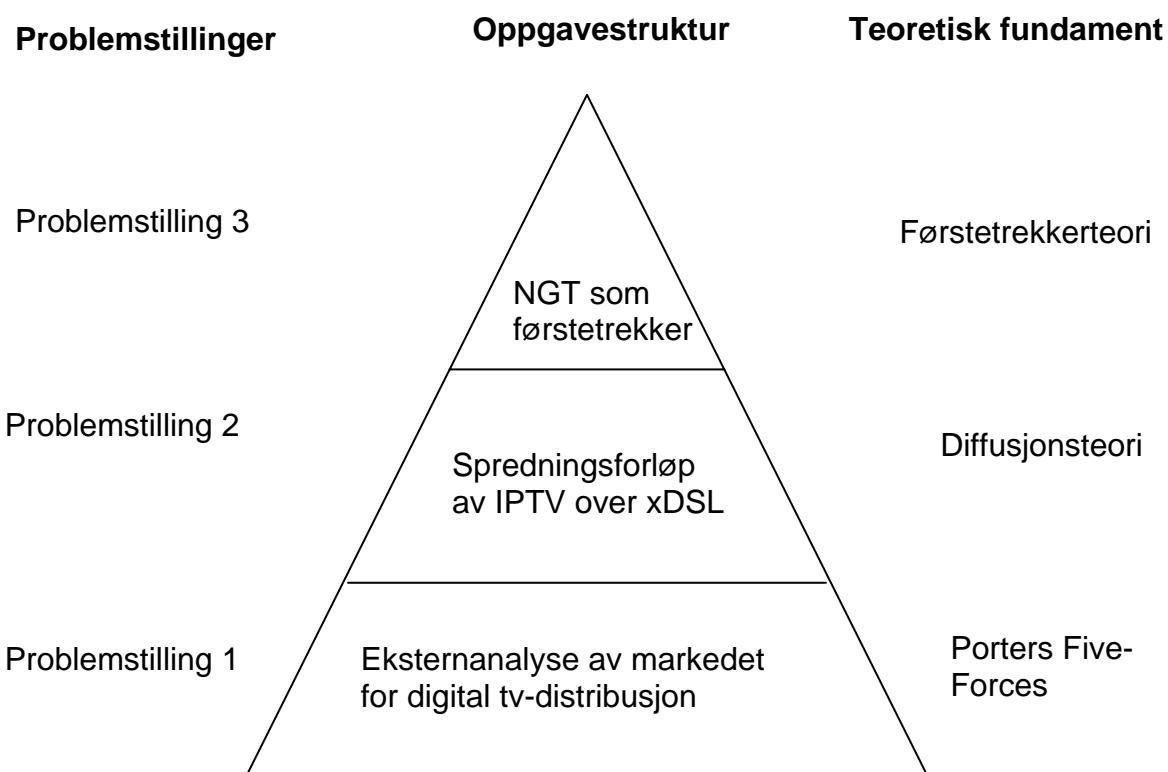 Problemstillinger
Oppgavestruktur
Teoretisk fundament
Problemstilling 3
NGT som
førstetrekker
Førstetrekkerteori
Problemstilling 2
Spredningsforløp
av IPTV over xDSL
Diffusjonsteori
Problemstilling 1
Eksternanalyse av markedet
for digital tv-distribusjon
Porters Five-
Forces